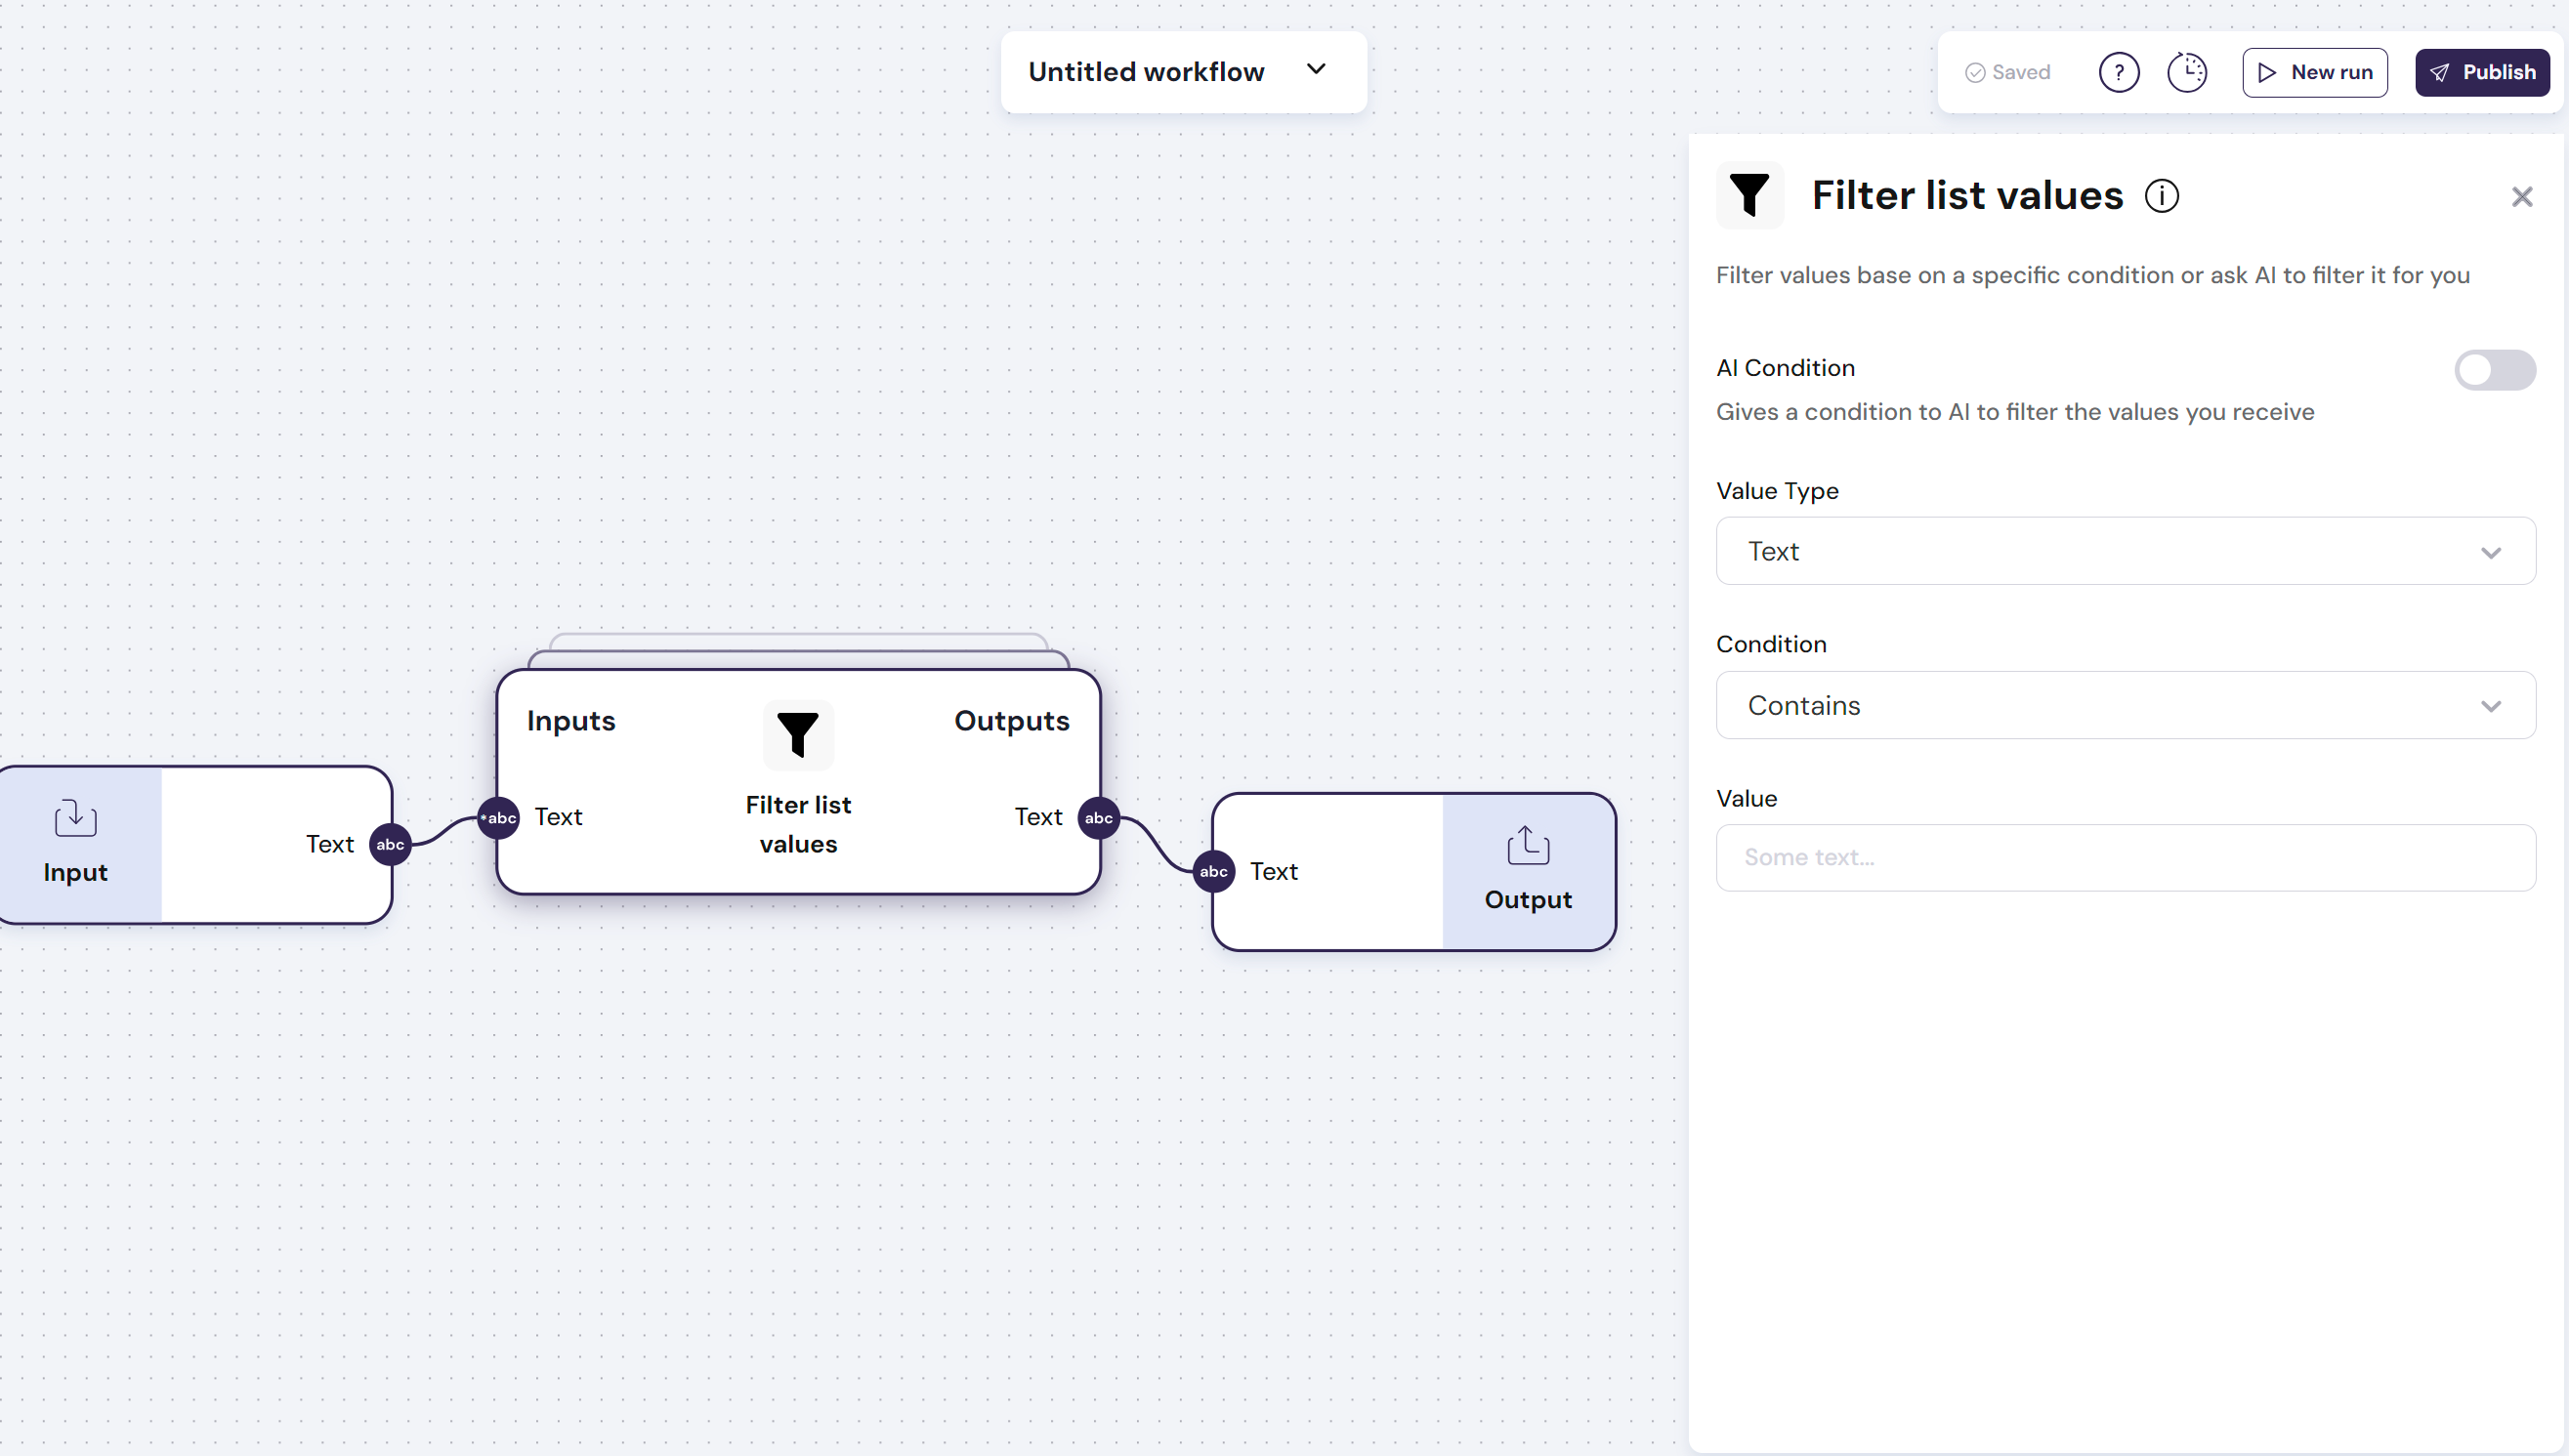 Untitled workflow
Saved
?
New run
Publish
Filter list values
Filter values base on a specific condition or ask AI to filter it for you
AI Condition
Gives a condition to AI to filter the values you receive
Value Type
Text
Condition
Contains
Value
Some text...
Input
Text
abc
Inputs
Outputs
*abc
Text
Filter list
values
Text
abc
abc
Text
Output